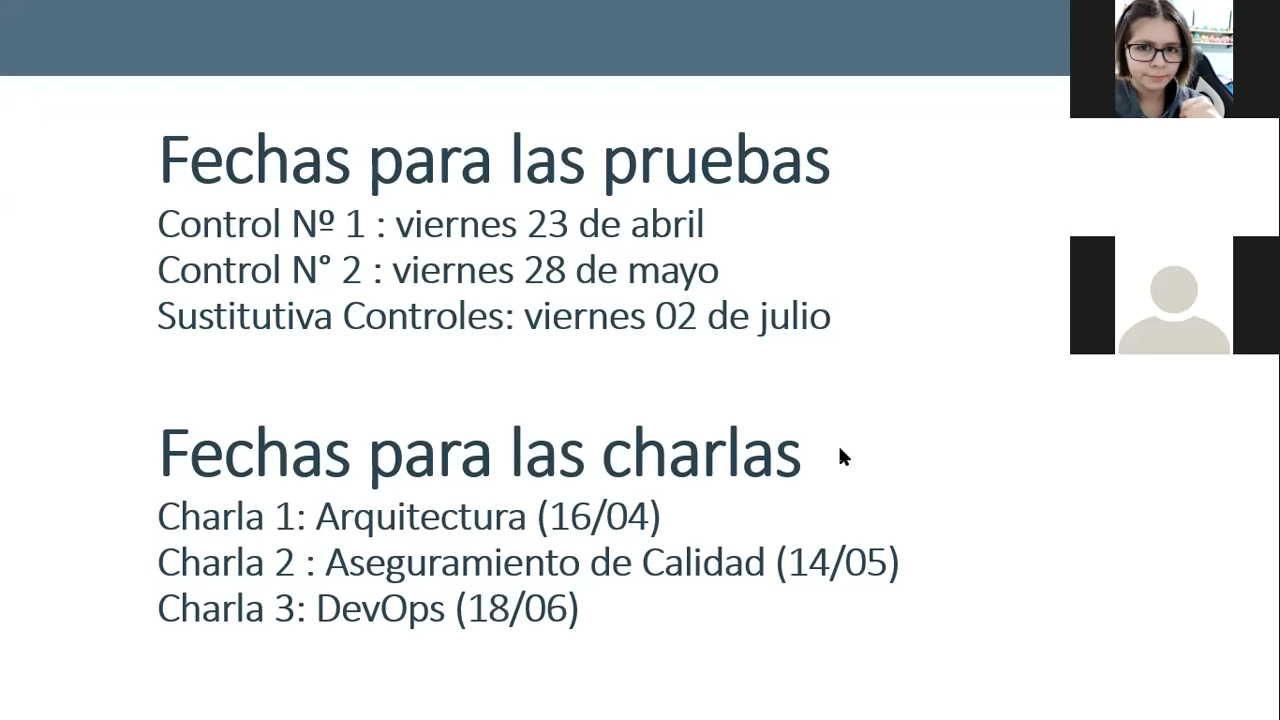 Fechas para las pruebas
Control Nº 1 : viernes 23 de abril
Control N° 2 : viernes 28 de mayo
Sustitutiva Controles: viernes 02 de julio
Fechas para las charlas
Charla 1: Arquitectura (16/04)
Charla 2 : Aseguramiento de Calidad (14/05)
Charla 3: DevOps (18/06)